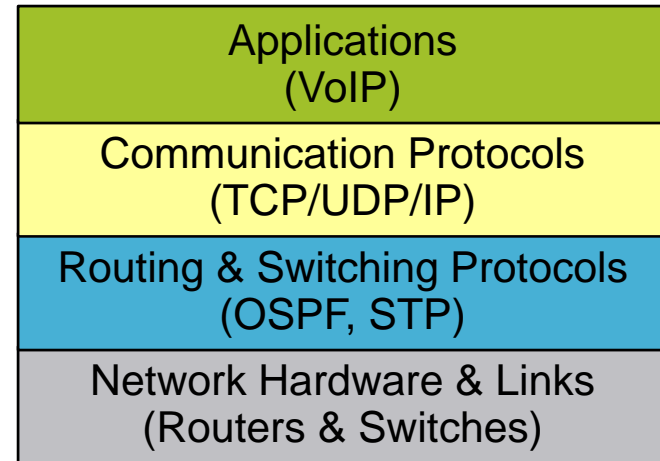 Applications
(VoIP)
Communication Protocols
(TCP/UDP/IP)
Routing & Switching Protocols
(OSPF, STP)
Network Hardware & Links
(Routers & Switches)